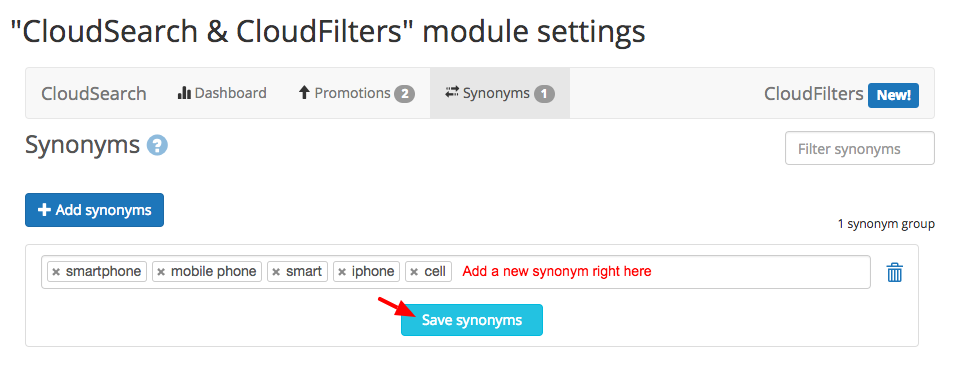 "CloudSearch & CloudFilters" module settings
CloudSearch Dashboard Promotions 2 Synonyms 1 CloudFilters New!
Synonyms ? Filter synonyms
+ Add synonyms
1 synonym group
× smartphone × mobile phone × smart × iphone × cell Add a new synonym right here
Save synonyms